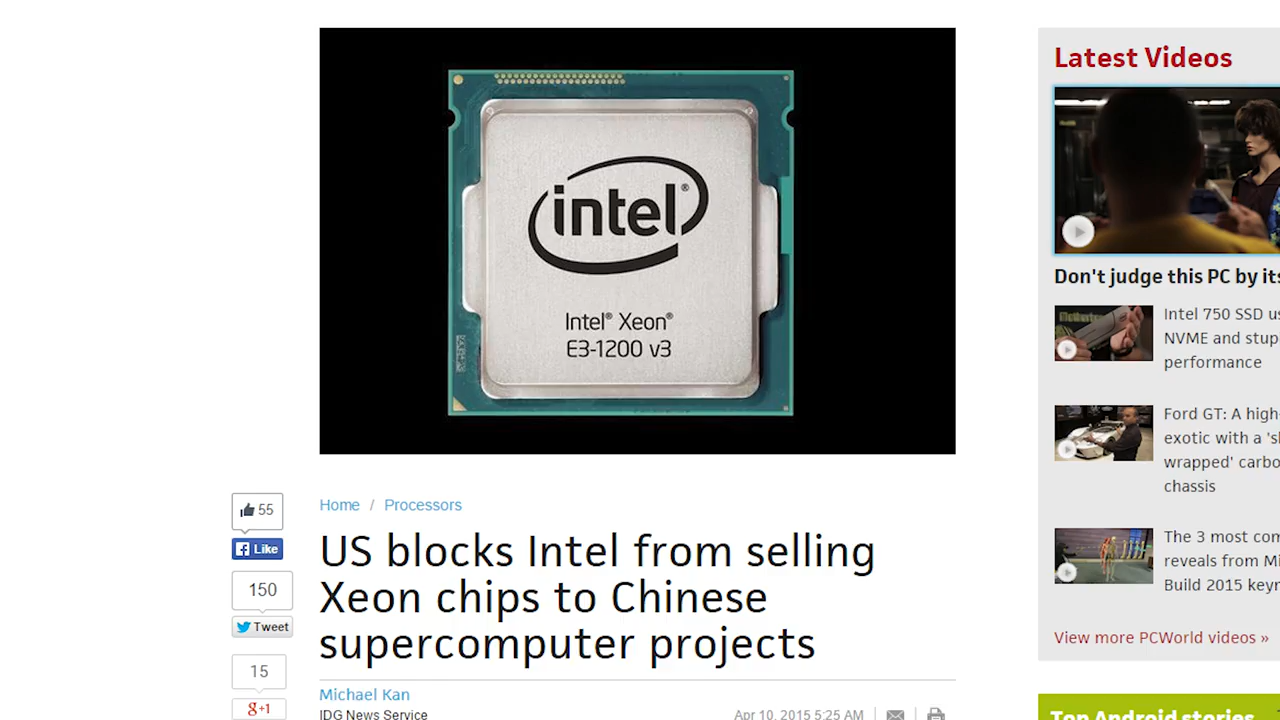 intel®
Intel® Xeon®
E3-1200 v3
Home / Processors
US blocks Intel from selling
Xeon chips to Chinese
supercomputer projects
Michael Kan
IDG News Service
Apr 10, 2015 5:25 AM
55
Like
150
Tweet
15
g+1
Latest Videos
Don't judge this PC by its
Intel 750 SSD us
NVME and stup
performance
Ford GT: A high-
exotic with a 'sl
wrapped' carbo
chassis
The 3 most com
reveals from Mi
Build 2015 keyn
View more PCWorld videos »
Top Android stories